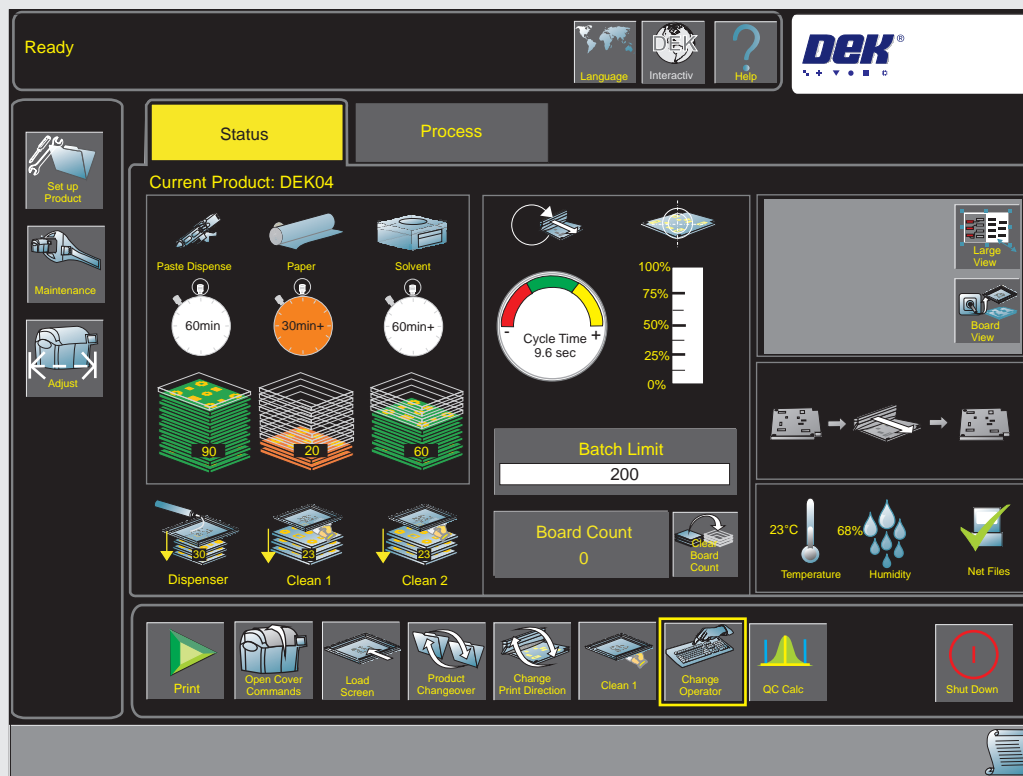 Ready
Language
DEK
Interactiv
Help
DEK®
Status
Process
Set up
Product
Maintenance
Adjust
Current Product: DEK04
Paste Dispense
Paper
Solvent
60min
30min+
60min+
90
20
60
30
23
23
Dispenser
Clean 1
Clean 2
100%
75%
50%
25%
0%
- Cycle Time +
9.6 sec
Batch Limit
200
Board Count
0
Clear
Board
Count
Large
View
Board
View
23°C
68%
Temperature
Humidity
Net Files
Print
Open Cover
Commands
Load
Screen
Product
Changeover
Change
Print Direction
Clean 1
Change
Operator
QC Calc
Shut Down